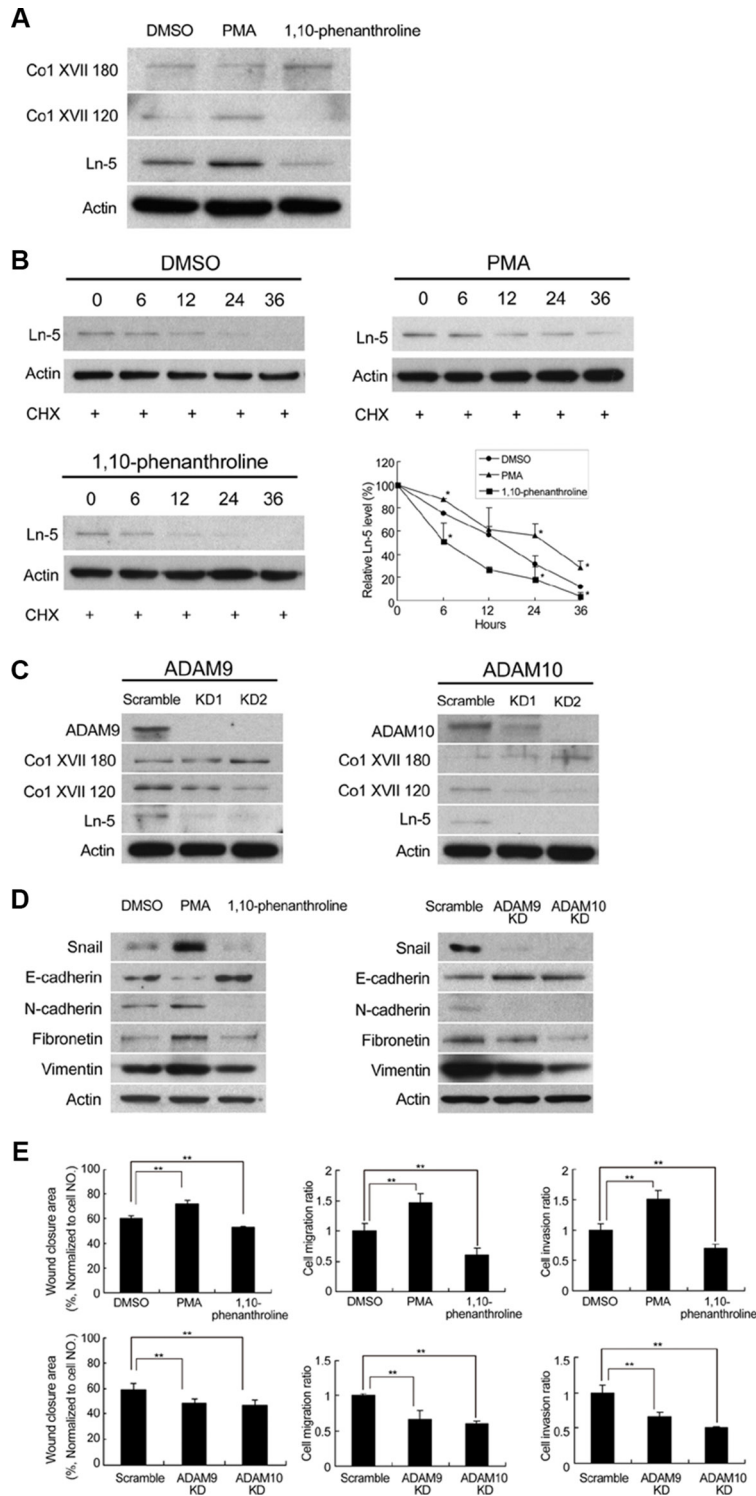 A
DMSO PMA 1,10-phenanthroline
Co1 XVII 180
Co1 XVII 120
Ln-5
Actin
B
DMSO
0 6 12 24 36
Ln-5
Actin
CHX + + + + +
PMA
0 6 12 24 36
Ln-5
Actin
CHX + + + + +
1,10-phenanthroline
0 6 12 24 36
Ln-5
Actin
CHX + + + + +
Relative Ln-5 level (%)
120
100
80
60
40
20
0
DMSO
PMA
1,10-phenanthroline
* * * * * *
0 6 12 24 36
Hours
C
ADAM9
Scramble KD1 KD2
ADAM9
Co1 XVII 180
Co1 XVII 120
Ln-5
Actin
ADAM10
Scramble KD1 KD2
ADAM10
Co1 XVII 180
Co1 XVII 120
Ln-5
Actin
D
DMSO PMA 1,10-phenanthroline
Snail
E-cadherin
N-cadherin
Fibronetin
Vimentin
Actin
Scramble ADAM9 KD ADAM10 KD
Snail
E-cadherin
N-cadherin
Fibronetin
Vimentin
Actin
E
Wound closure area
(%, Normalized to cell NO.)
100
80
60
40
20
0
**
**
DMSO PMA 1,10-
phenanthroline
Cell migration ratio
2
1.5
1
0.5
0
**
**
DMSO PMA 1,10-
phenanthroline
Cell invasion ratio
2
1.5
1
0.5
0
**
**
DMSO PMA 1,10-
phenanthroline
Wound closure area
(%, Normalized to cell NO.)
100
80
60
40
20
0
**
**
Scramble ADAM9 KD ADAM10 KD
Cell migration ratio
1.5
1
0.5
0
**
**
Scramble ADAM9 KD ADAM10 KD
Cell invasion ratio
1.5
1
0.5
0
**
**
Scramble ADAM9 KD ADAM10 KD